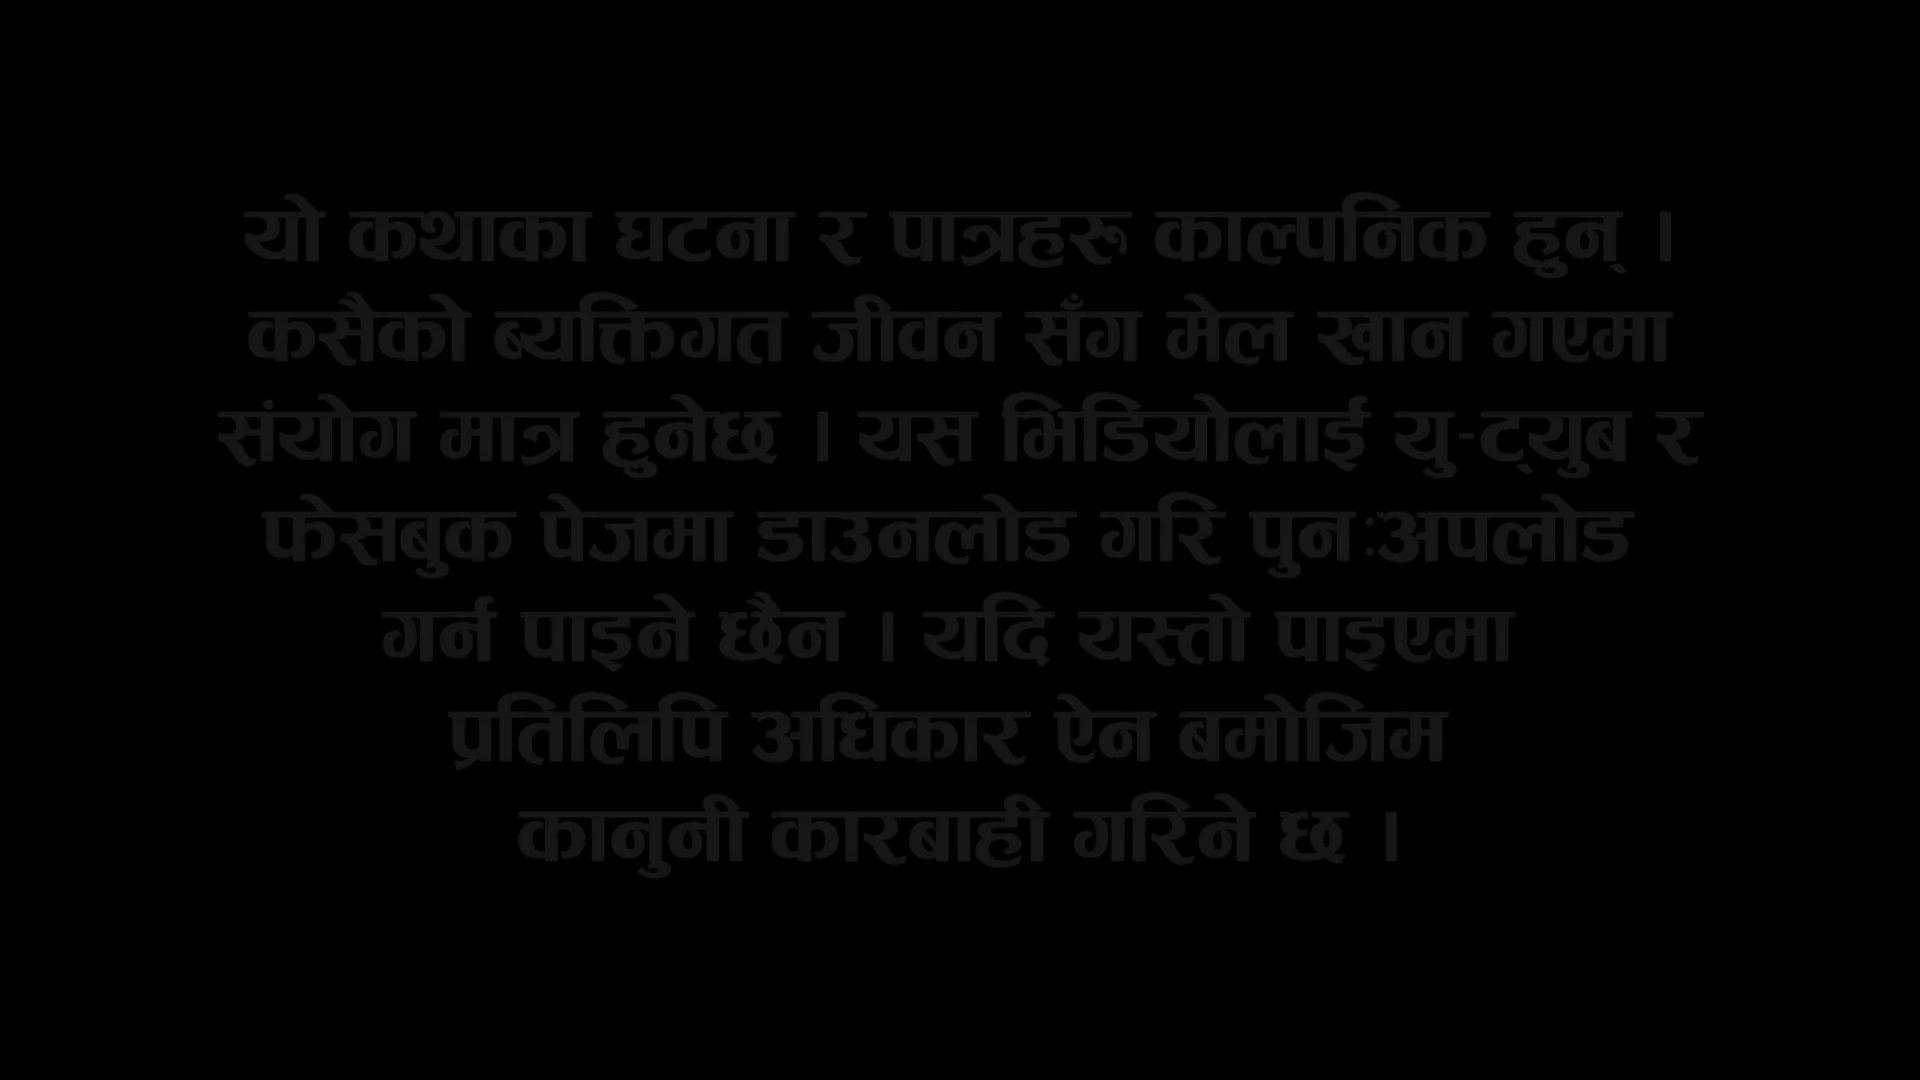 यो कथाका घटना र पात्रहरू काल्पनिक हुन् ।
कसैको ब्यक्तिगत जीवन सँग मेल खान गएमा
संयोग मात्र हुनेछ । यस भिडियोलाई यु-ट्युब र
फेसबुक पेजमा डाउनलोड गरि पुनःअपलोड
गर्न पाइने छैन । यदि यस्तो पाइएमा
प्रतिलिपि अधिकार ऐन बमोजिम
कानुनी कारबाही गरिने छ ।